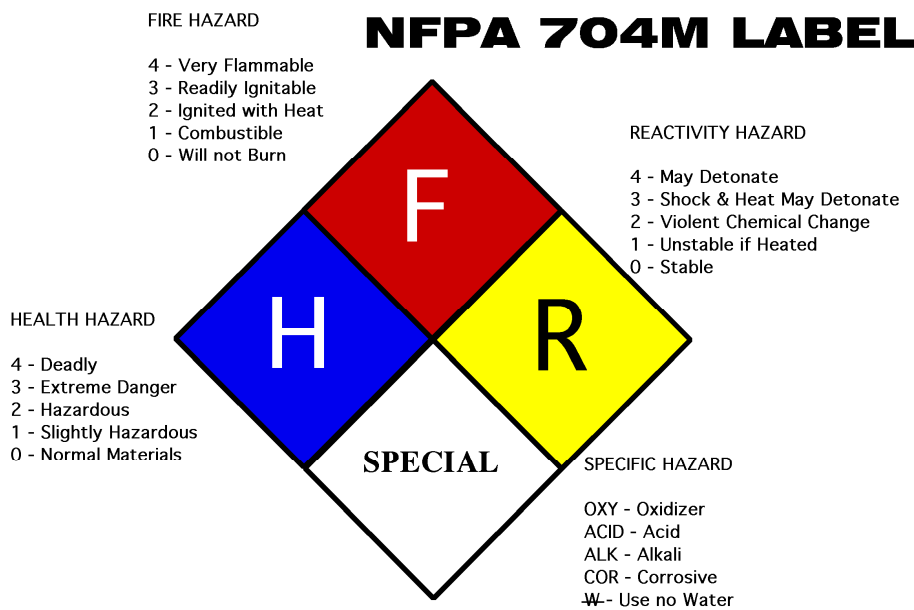 FIRE HAZARD
NFPA 704M LABEL
4 - Very Flammable
3 - Readily Ignitable
2 - Ignited with Heat
1 - Combustible
0 - Will not Burn
REACTIVITY HAZARD
4 - May Detonate
3 - Shock & Heat May Detonate
2 - Violent Chemical Change
1 - Unstable if Heated
0 - Stable
F
H
R
HEALTH HAZARD
4 - Deadly
3 - Extreme Danger
2 - Hazardous
1 - Slightly Hazardous
0 - Normal Materials
SPECIAL
SPECIFIC HAZARD
OXY - Oxidizer
ACID - Acid
ALK - Alkali
COR - Corrosive
W̶ - Use no Water